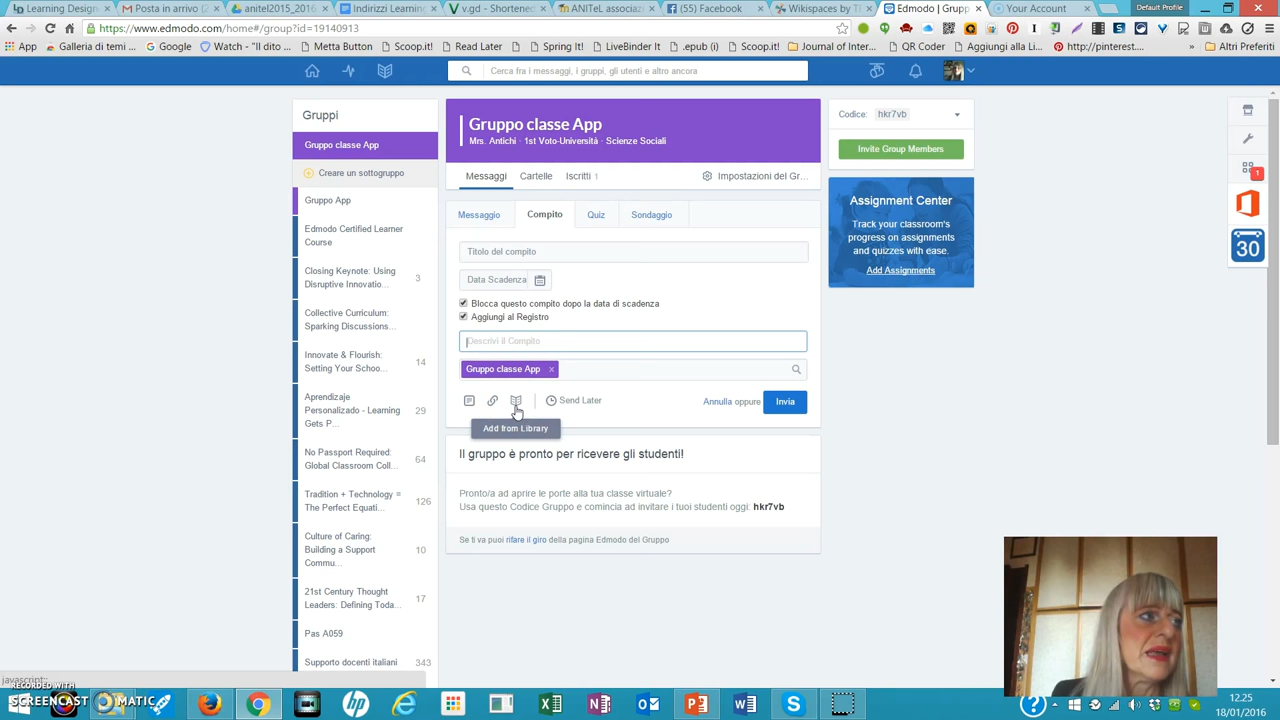 Learning Design
Posta in arrivo (2
anitel2015_2016
Indirizzi Learning
V.gd - Shortened
ANITeL associaz
(8) Facebook
Wikispaces by T
Edmodo | Grupp
Your Account
Default Profile
https://www.edmodo.com/home#/group?id=19140913
App
Galleria di temi
Gmodo
Google
Waitur - "Il dito
Metta Button
Scoop.it!
Read Later
Spring It!
LiveBinder It
.epub (i)
Scoop.it!
Journal of Inter
QR Coder
Aggiungi alla Li
http://pinterest.
Altri Preferiti
Cerca fra i messaggi, i gruppi, gli utenti e altro ancora
Gruppi
Gruppo classe App
Creare un sottogruppo
Gruppo App
Edmodo Certified Learner
Course
Closing Keynote: Using
Disruptive Innovatio... 3
Collective Curriculum:
Sparking Discussions...
Innovate & Flourish:
Setting Your Schoo... 14
Aprendizaje
Personalizado - Learning 29
Gets P...
No Passport Required: 64
Global Classroom Coll...
Tradition + Technology = 126
The Perfect Equati...
Culture of Caring:
Building a Support 10
Commu...
21st Century Thought 17
Leaders: Defining Toda...
Pas A059
Supporto docenti italiani 343
Gruppo classe App
Mrs. Antichi · 1st Voto-Università · Scienze Sociali
Messaggi
Cartelle
Iscritti 1
Impostazioni del Gr...
Messaggio
Compito
Quiz
Sondaggio
Titolo del compito
Data Scadenza
Blocca questo compito dopo la data di scadenza
Aggiungi al Registro
Descrivi il Compito
Gruppo classe App ×
Send Later
Annulla oppure
Invia
Add from Library
Il gruppo è pronto per ricevere gli studenti!
Pronto/a ad aprire le porte alla tua classe virtuale?
Usa questo Codice Gruppo e comincia ad invitare i tuoi studenti oggi: hkr7vb
Se ti va puoi rifare il giro della pagina Edmodo del Gruppo
Codice: hkr7vb
Invite Group Members
Assignment Center
Track your classroom's
progress on assignments
and quizzes with ease.
Add Assignments
1
30
javascript:
RECORDED WITH
SCREENCAST MATIC
12.25
18/01/2016